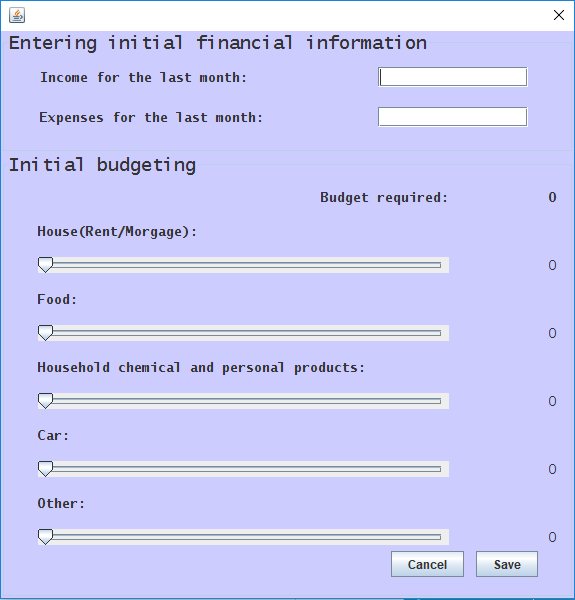 Entering initial financial information
Income for the last month:
Expenses for the last month:
Initial budgeting
Budget required: 0
House(Rent/Morgage):
0
Food:
0
Household chemical and personal products:
0
Car:
0
Other:
0
Cancel Save